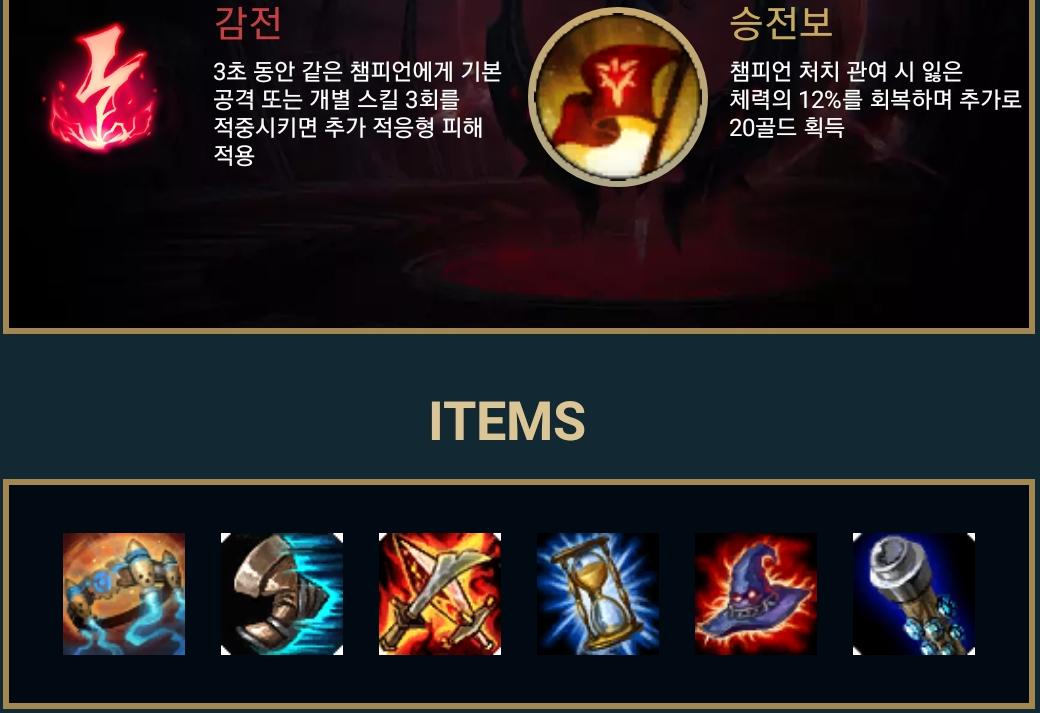 감전
3초 동안 같은 챔피언에게 기본
공격 또는 개별 스킬 3회를
적중시키면 추가 적응형 피해
적용
승전보
챔피언 처치 관여 시 잃은
체력의 12%를 회복하며 추가로
20골드 획득
ITEMS